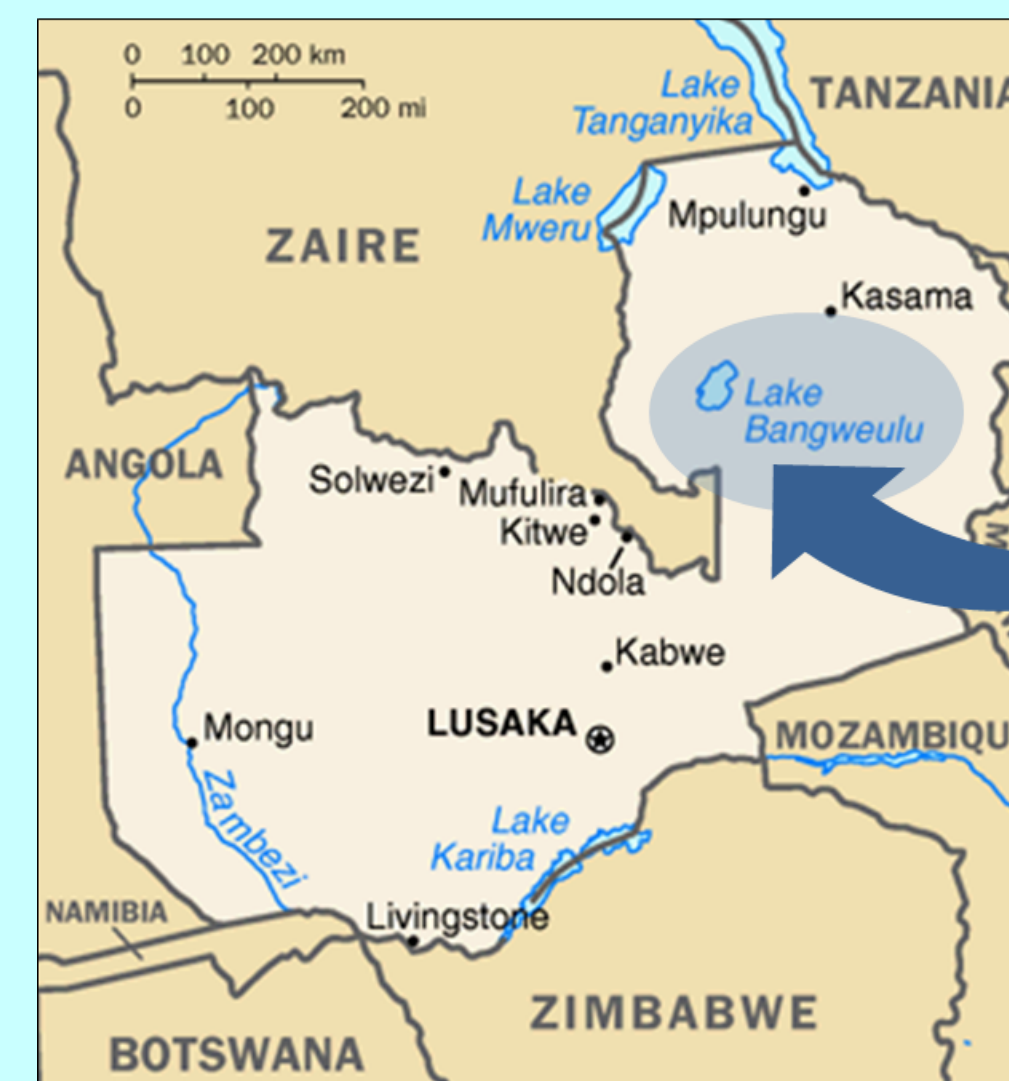 0 100 200 km
0 100 200 mi
Lake
Tanganyika
TANZANIA
Lake
Mweru
Mpulungu
ZAIRE
Kasama
Lake
Bangweulu
ANGOLA
Solwezi
Mufulira
Kitwe
Ndola
Kabwe
LUSAKA
Mongu
MOZAMBIQU
Zambezi
Lake
Kariba
NAMIBIA
Livingstone
ZIMBABWE
BOTSWANA